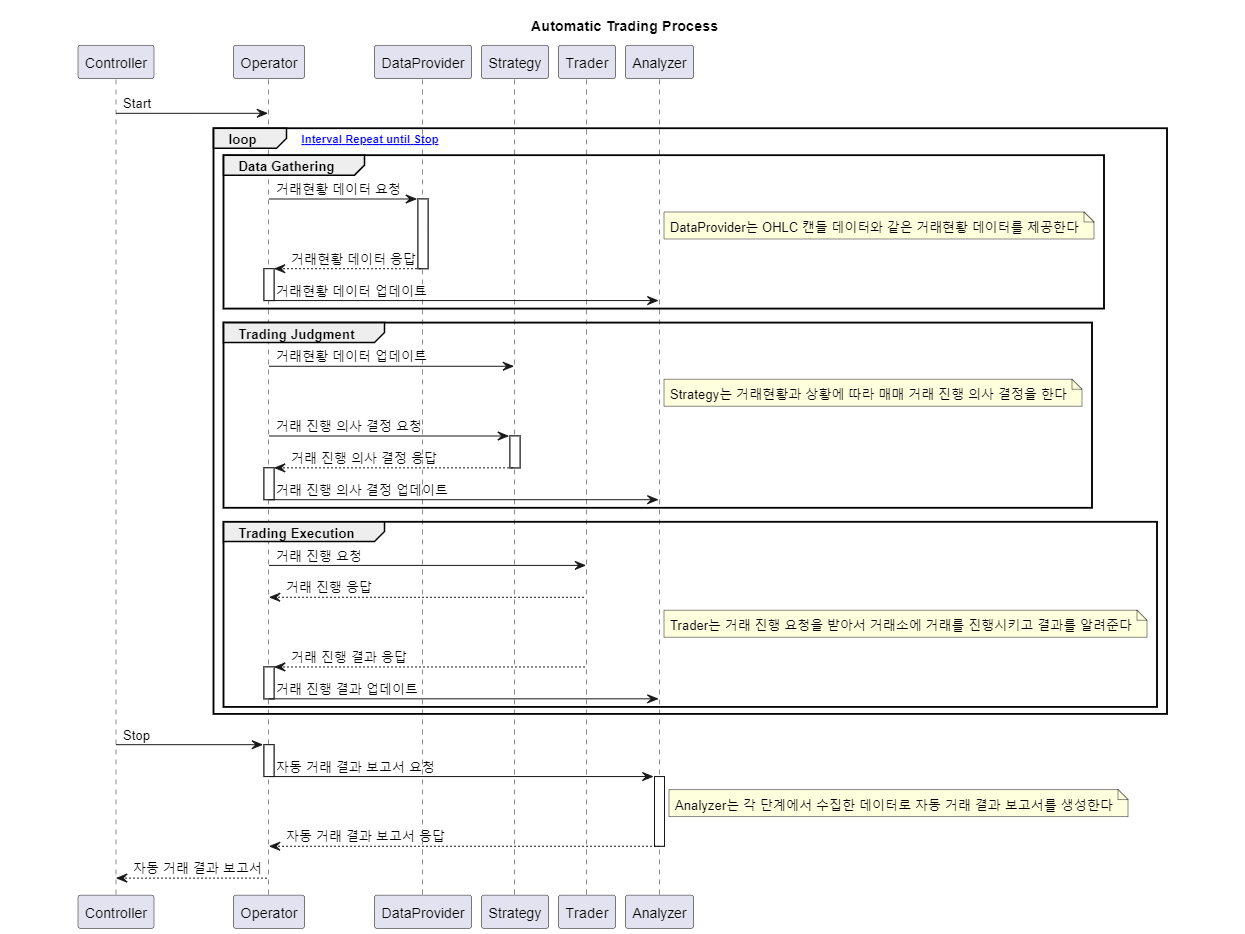 Automatic Trading Process
Controller Operator DataProvider Strategy Trader Analyzer
Start
loop Interval Repeat until Stop
Data Gathering
거래현황 데이터 요청
DataProvider는 OHLC 캔들 데이터와 같은 거래현황 데이터를 제공한다
거래현황 데이터 응답
거래현황 데이터 업데이트
Trading Judgment
거래현황 데이터 업데이트
Strategy는 거래현황과 상황에 따라 매매 거래 진행 의사 결정을 한다
거래 진행 의사 결정 요청
거래 진행 의사 결정 응답
거래 진행 의사 결정 업데이트
Trading Execution
거래 진행 요청
거래 진행 응답
Trader는 거래 진행 요청을 받아서 거래소에 거래를 진행시키고 결과를 알려준다
거래 진행 결과 응답
거래 진행 결과 업데이트
Stop
자동 거래 결과 보고서 요청
Analyzer는 각 단계에서 수집한 데이터로 자동 거래 결과 보고서를 생성한다
자동 거래 결과 보고서 응답
자동 거래 결과 보고서
Controller Operator DataProvider Strategy Trader Analyzer